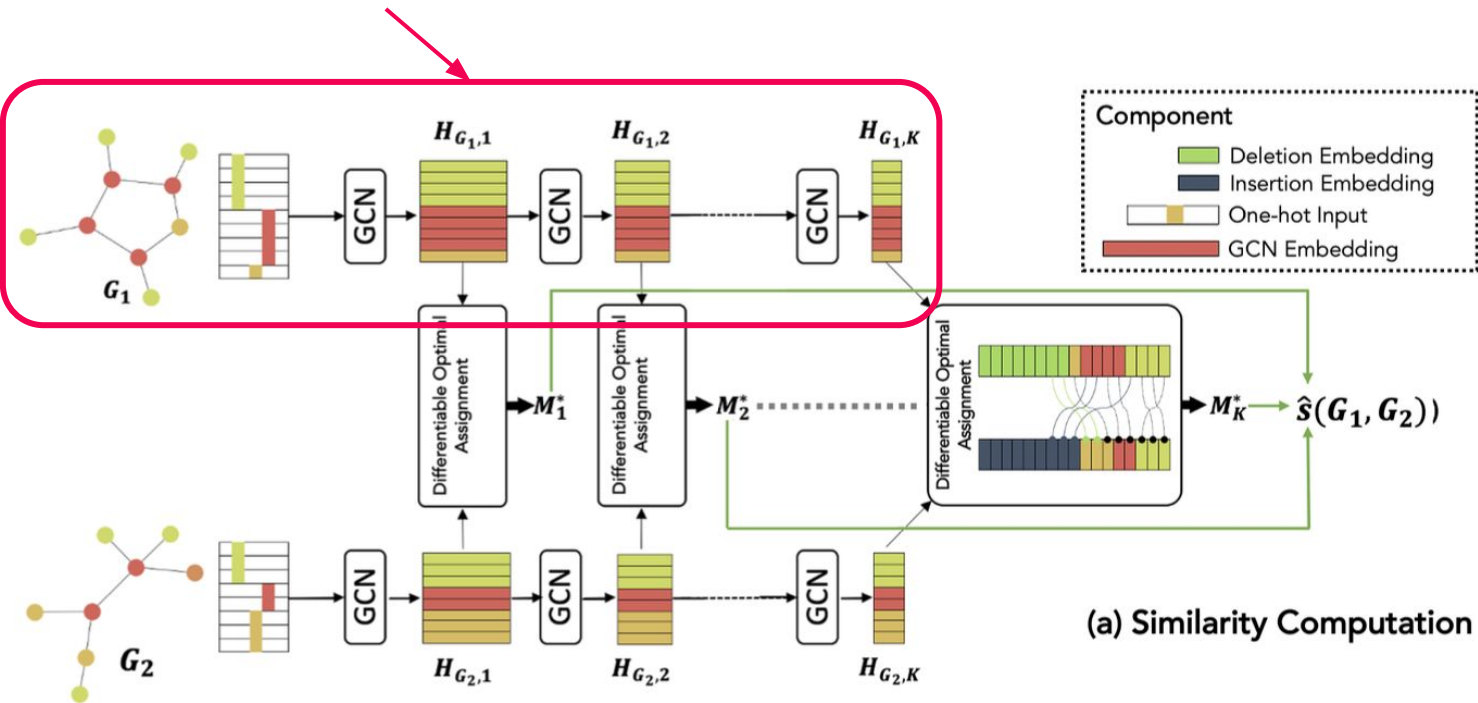 H_{G_1,1}
H_{G_1,2}
H_{G_1,K}
GCN
GCN
GCN
G_1
Component
Deletion Embedding
Insertion Embedding
One-hot Input
GCN Embedding
Differentiable Optimal
Assignment
M_1^*
Differentiable Optimal
Assignment
M_2^*
Differentiable Optimal
Assignment
M_K^*
ŝ(G_1, G_2))
GCN
GCN
GCN
G_2
H_{G_2,1}
H_{G_2,2}
H_{G_2,K}
(a) Similarity Computation